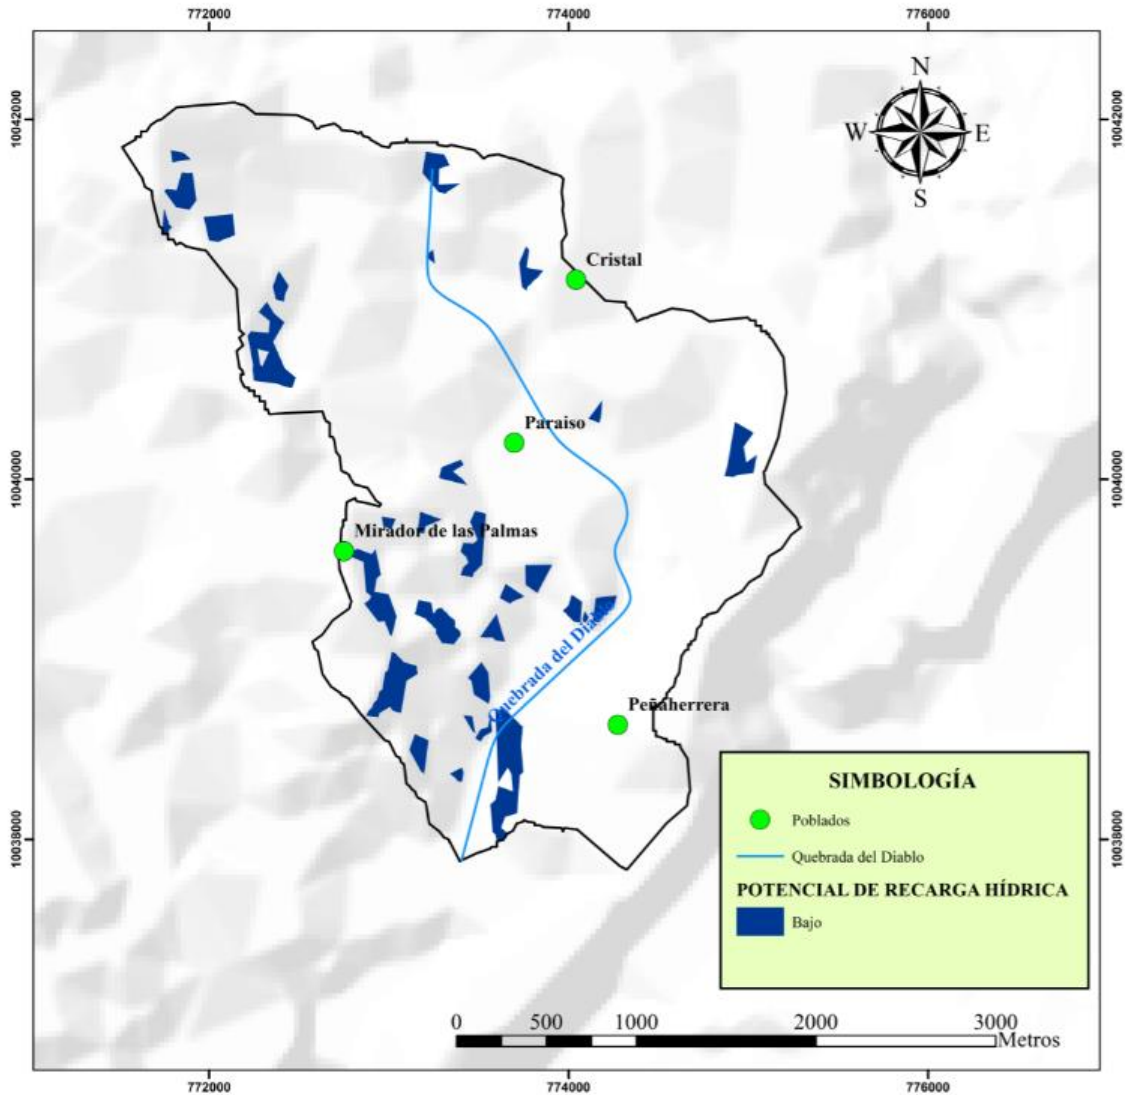 772000 774000 776000
N
10042000 10042000
W E
S
Cristal
Paraiso
10040000 10040000
Mirador de las Palmas
Quebrada del Diablo
Peñaherrera
SIMBOLOGÍA
Poblados
Quebrada del Diablo
POTENCIAL DE RECARGA HÍDRICA
Bajo
10038000 10038000
0 500 1000 2000 3000
Metros
772000 774000 776000